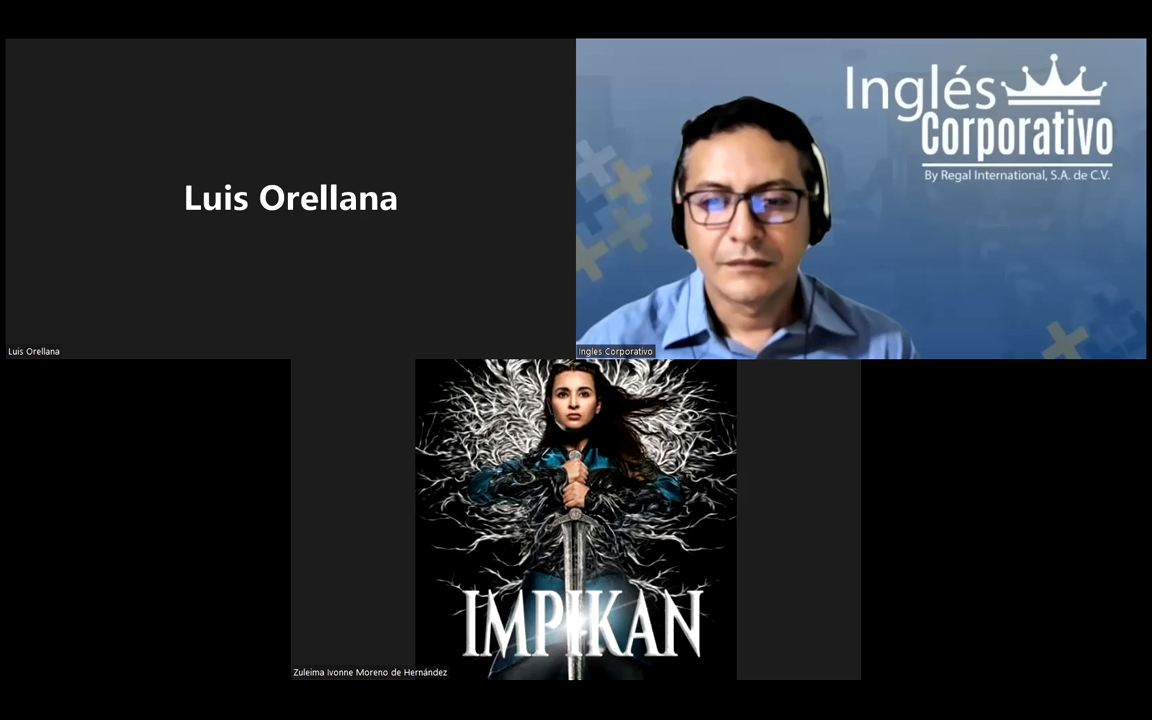 Luis Orellana
Luis Orellana
Inglés
Corporativo
By Regal International, S.A. de C.V.
Ingles Corporativo
IMPIKAN
Zuleima Ivonne Moreno de Hernández